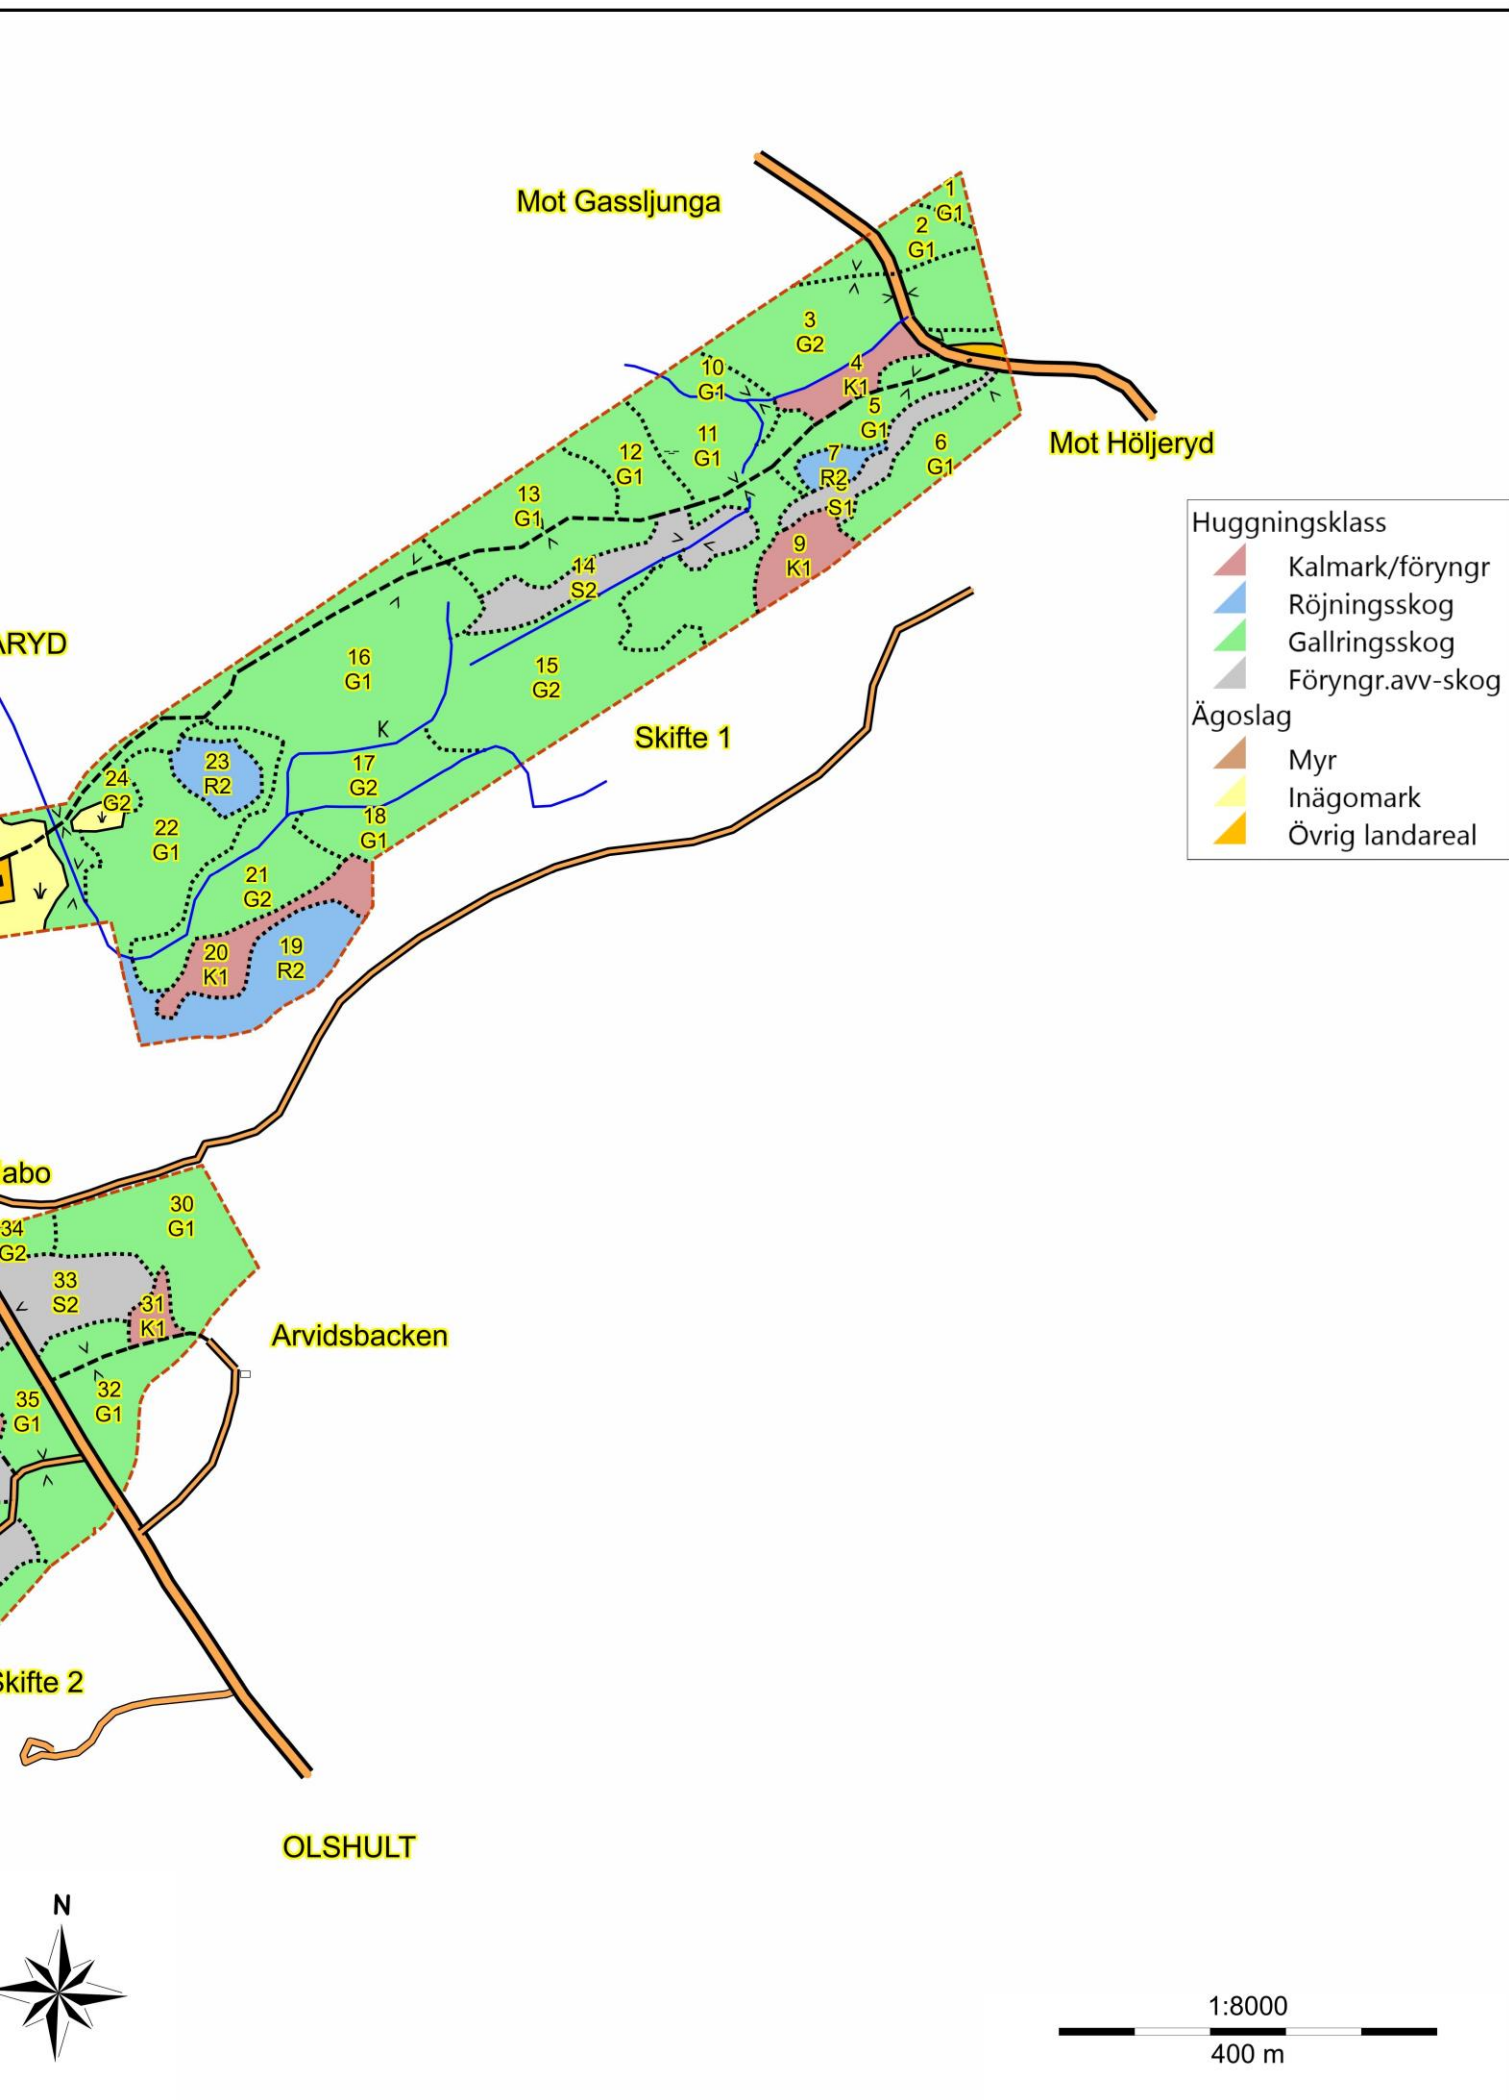 Mot Gassljunga
1
G1
2
G1
3
G2
10
G1
4
K1
5
G1
Mot Höljeryd
11
G1
6
G1
12
G1
7
R2
S1
13
G1
9
K1
14
S2
ARYD
16
G1
15
G2
K
Skifte 1
23
R2
17
G2
24
G2
18
G1
22
G1
21
G2
20
K1
19
R2
Huggningsklass
Kalmark/föryngr
Röjningsskog
Gallringsskog
Föryngr.avv-skog
Ägoslag
Myr
Inägomark
Övrig landareal
abo
30
G1
34
G2
33
S2
31
K1
Arvidsbacken
35
G1
32
G1
Skifte 2
OLSHULT
N
1:8000
400 m